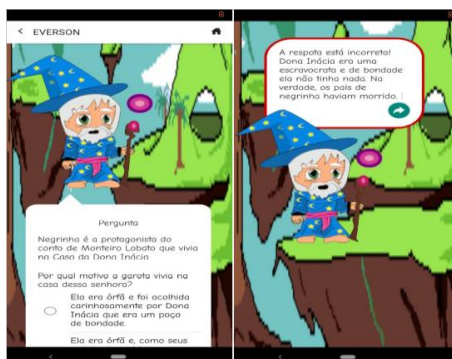 EVERSON
Pergunta
Negrinha é a protagonista do
conto de Monteiro Lobato que vivia
na Casa da Dona Inácia.
Por qual motivo a garota vivia na
casa dessa senhora?
Ela era órfã e foi acolhida
carinhosamente por Dona
Inácia que era um poço
de bondade.
Ela era órfã e, como seus
A respota está incorreta!
Dona Inácia era uma
escravocrata e de bondade
ela não tinha nada. Na
verdade, os pais de
negrinha haviam morrido.